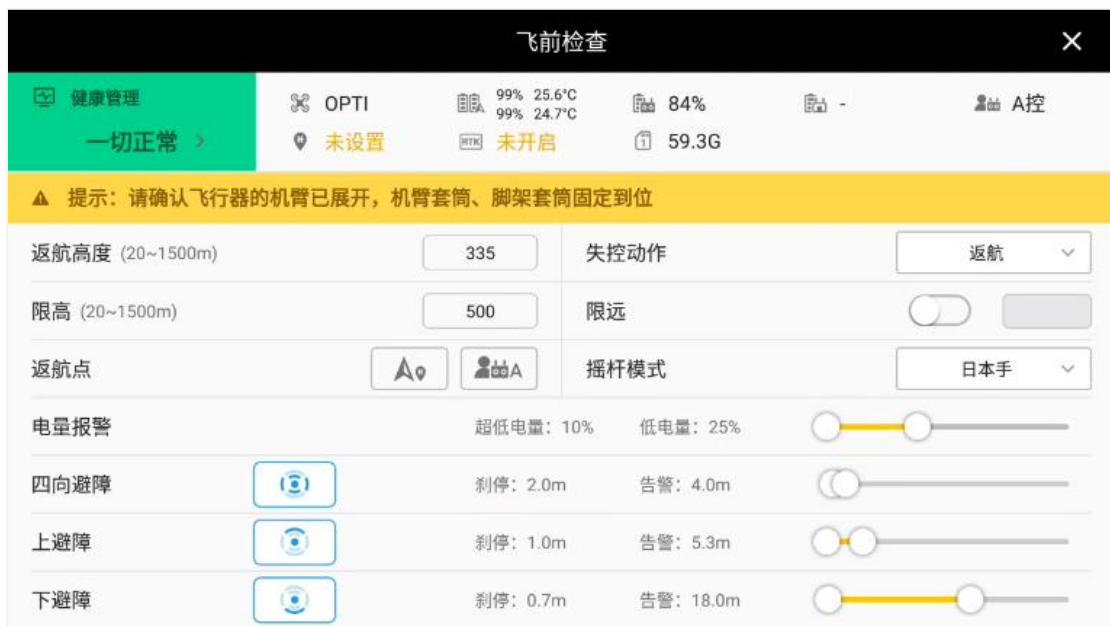 飞前检查
健康管理
一切正常
OPTI
99% 25.6°C
99% 24.7°C
84%
-
A控
未设置
RTK 未开启
59.3G
提示：请确认飞行器的机臂已展开，机臂套筒、脚架套筒固定到位
返航高度 (20~1500m) 335 失控动作 返航
限高 (20~1500m) 500 限远
返航点 A 摇杆模式 日本手
电量报警 超低电量：10% 低电量：25%
四向避障 刹停：2.0m 告警：4.0m
上避障 刹停：1.0m 告警：5.3m
下避障 刹停：0.7m 告警：18.0m